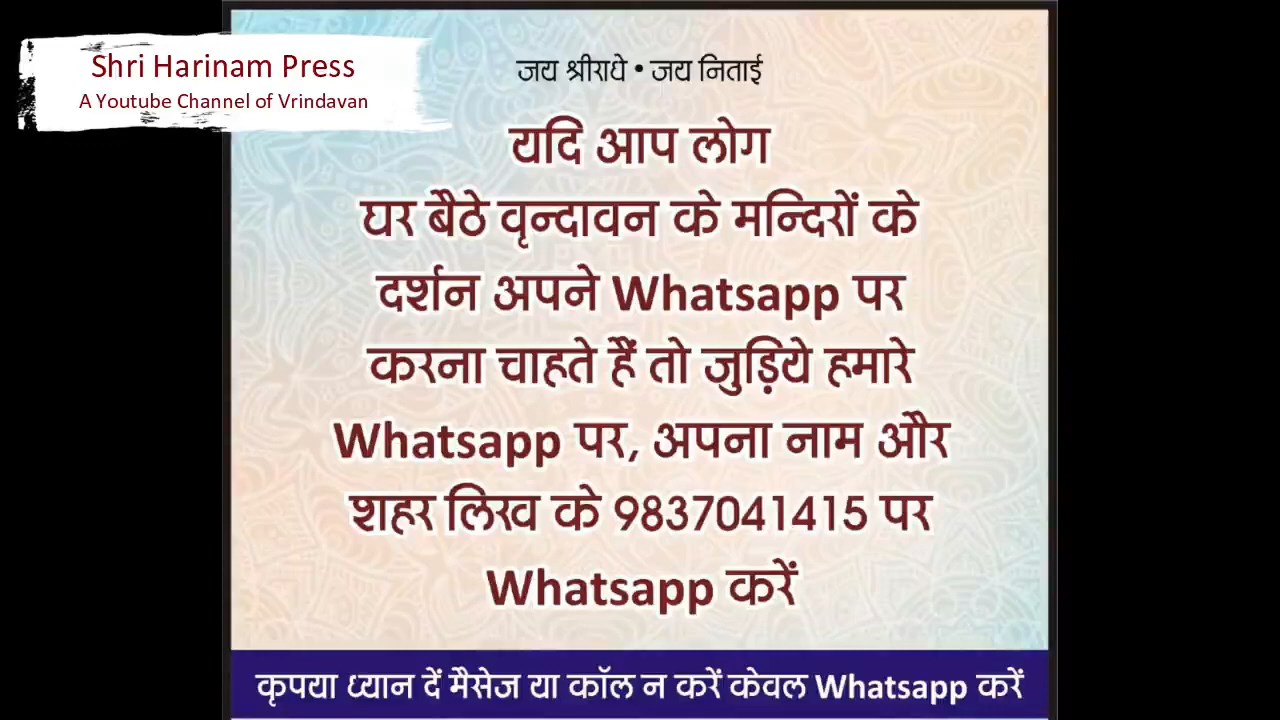 Shri Harinam Press
A Youtube Channel of Vrindavan
जय श्रीराधे • जय निताई
यदि आप लोग
घर बैठे वृन्दावन के मन्दिरों के
दर्शन अपने Whatsapp पर
करना चाहते हैं तो जुड़िये हमारे
Whatsapp पर, अपना नाम और
शहर लिख के 9837041415 पर
Whatsapp करें
कृपया ध्यान दें मैसेज या कॉल न करें केवल Whatsapp करें